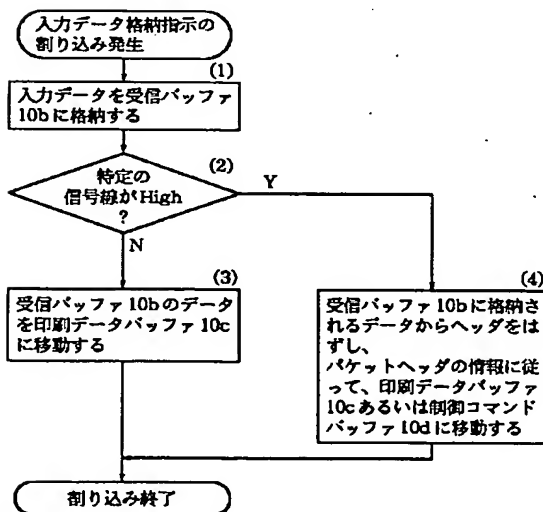 入力データ格納指示の
割り込み発生
(1)
入力データを受信バッファ
10bに格納する
(2)
特定の
信号線がHigh
?
Y
N
(3)
受信バッファ10bのデータ
を印刷データバッファ10c
に移動する
(4)
受信バッファ10bに格納さ
れるデータからヘッダをは
ずし、
パケットヘッダの情報に従
って、印刷データバッファ
10cあるいは制御コマンド
バッファ10dに移動する
割り込み終了